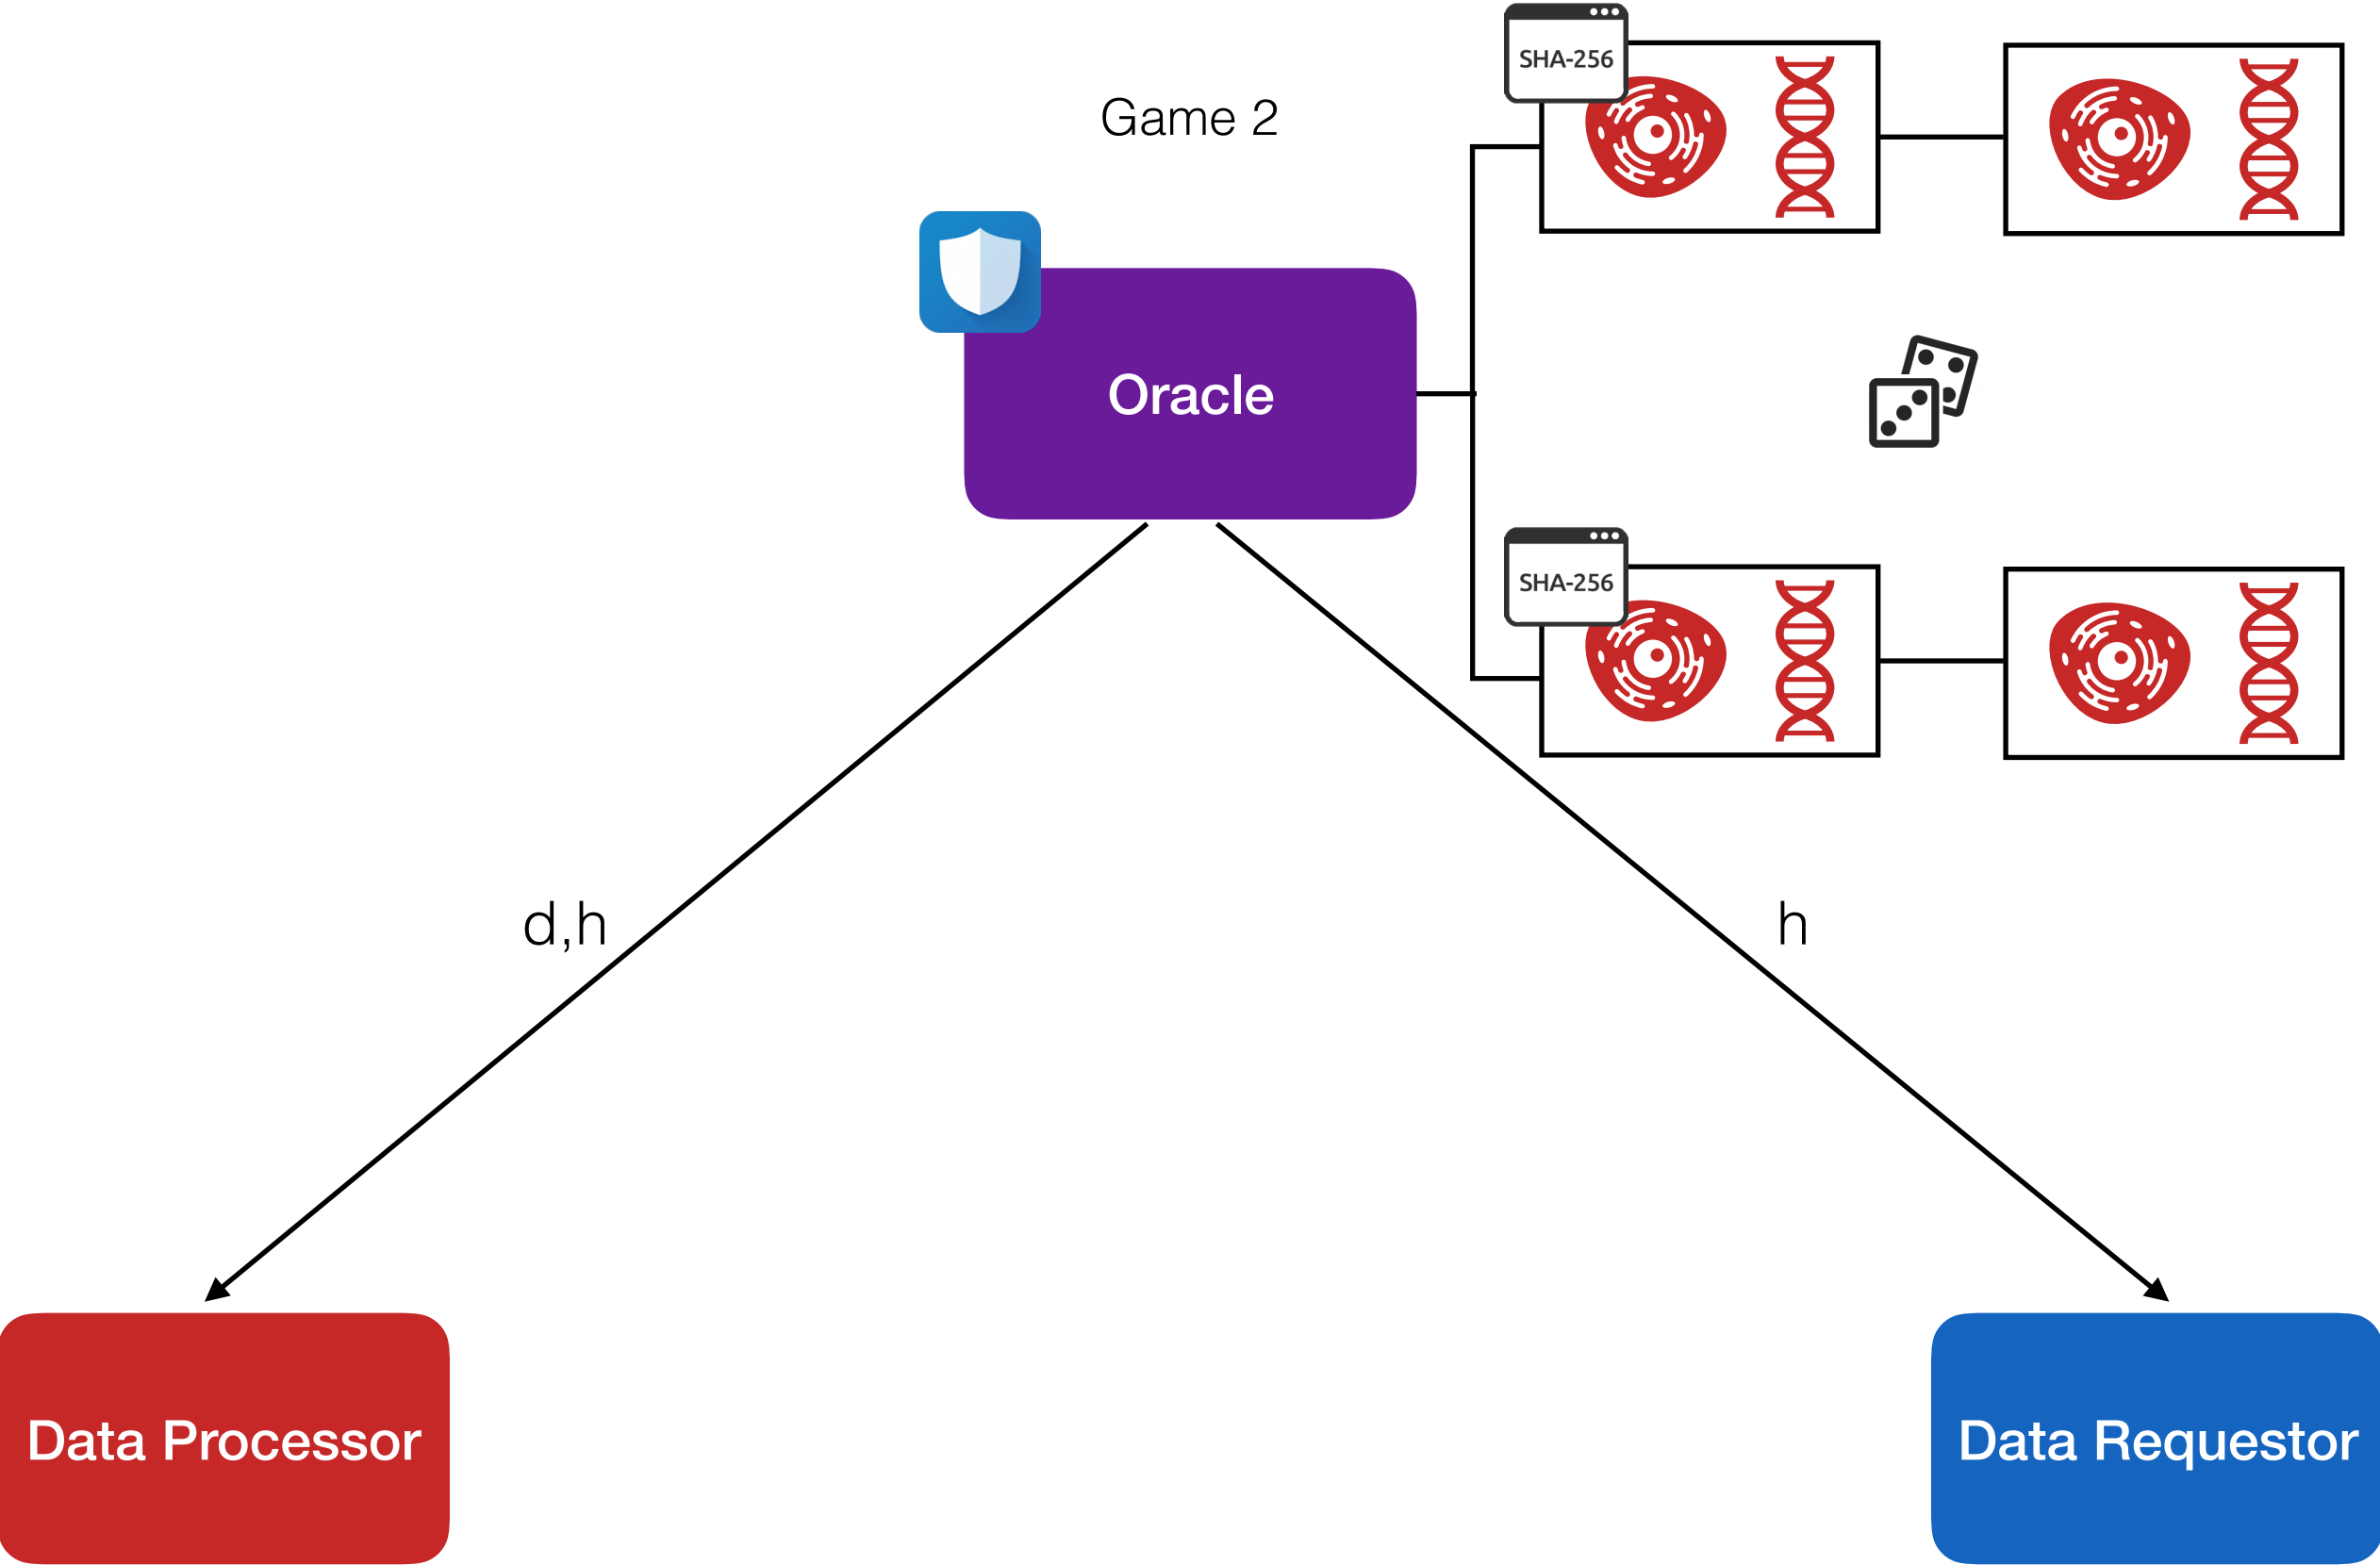 SHA-256
Game 2
Oracle
SHA-256
d,h
h
Data Processor
Data Requestor